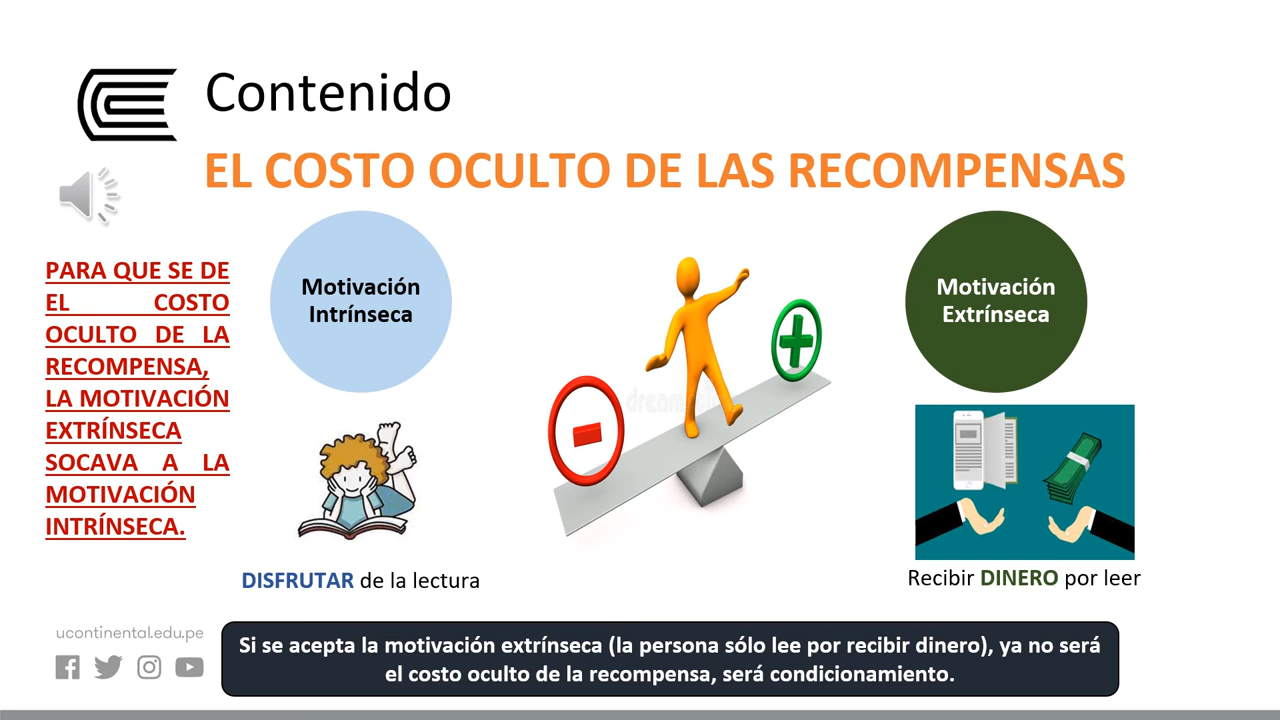 Contenido
EL COSTO OCULTO DE LAS RECOMPENSAS
PARA QUE SE DE
EL COSTO
OCULTO DE LA
RECOMPENSA,
LA MOTIVACIÓN
EXTRÍNSECA
SOCAVA A LA
MOTIVACIÓN
INTRÍNSECA.
Motivación
Intrínseca
DISFRUTAR de la lectura
Motivación
Extrínseca
Recibir DINERO por leer
ucontinental.edu.pe
Si se acepta la motivación extrínseca (la persona sólo lee por recibir dinero), ya no será
el costo oculto de la recompensa, será condicionamiento.